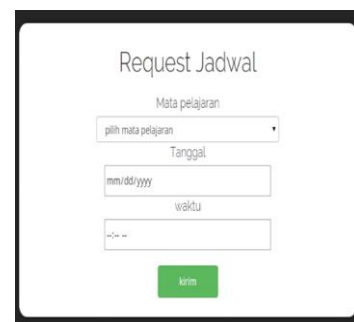 Request Jadwal
Mata pelajaran
pilih mata pelajaran
Tanggal
mm/dd/yyyy
waktu
--:-- --
kirim